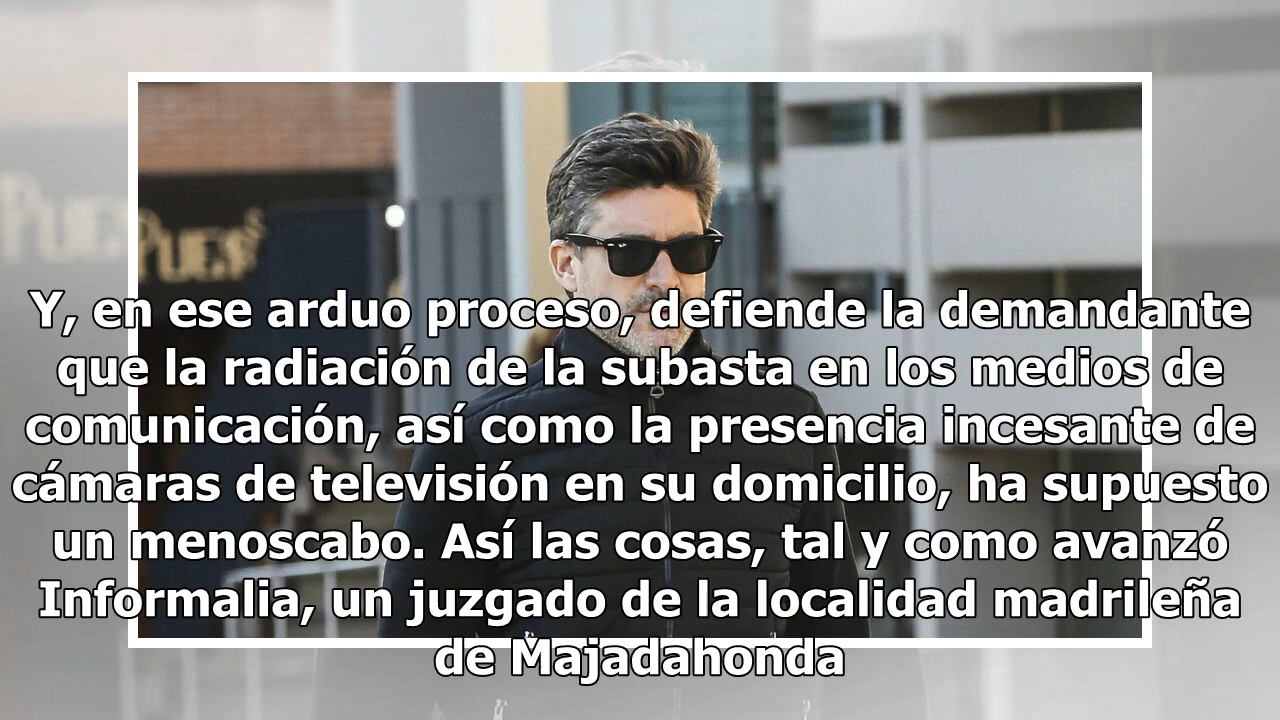 Y, en ese arduo proceso, defiende la demandante
que la radiación de la subasta en los medios de
comunicación, así como la presencia incesante de
cámaras de televisión en su domicilio, ha supuesto
un menoscabo. Así las cosas, tal y como avanzó
Informalia, un juzgado de la localidad madrileña
de Majadahonda